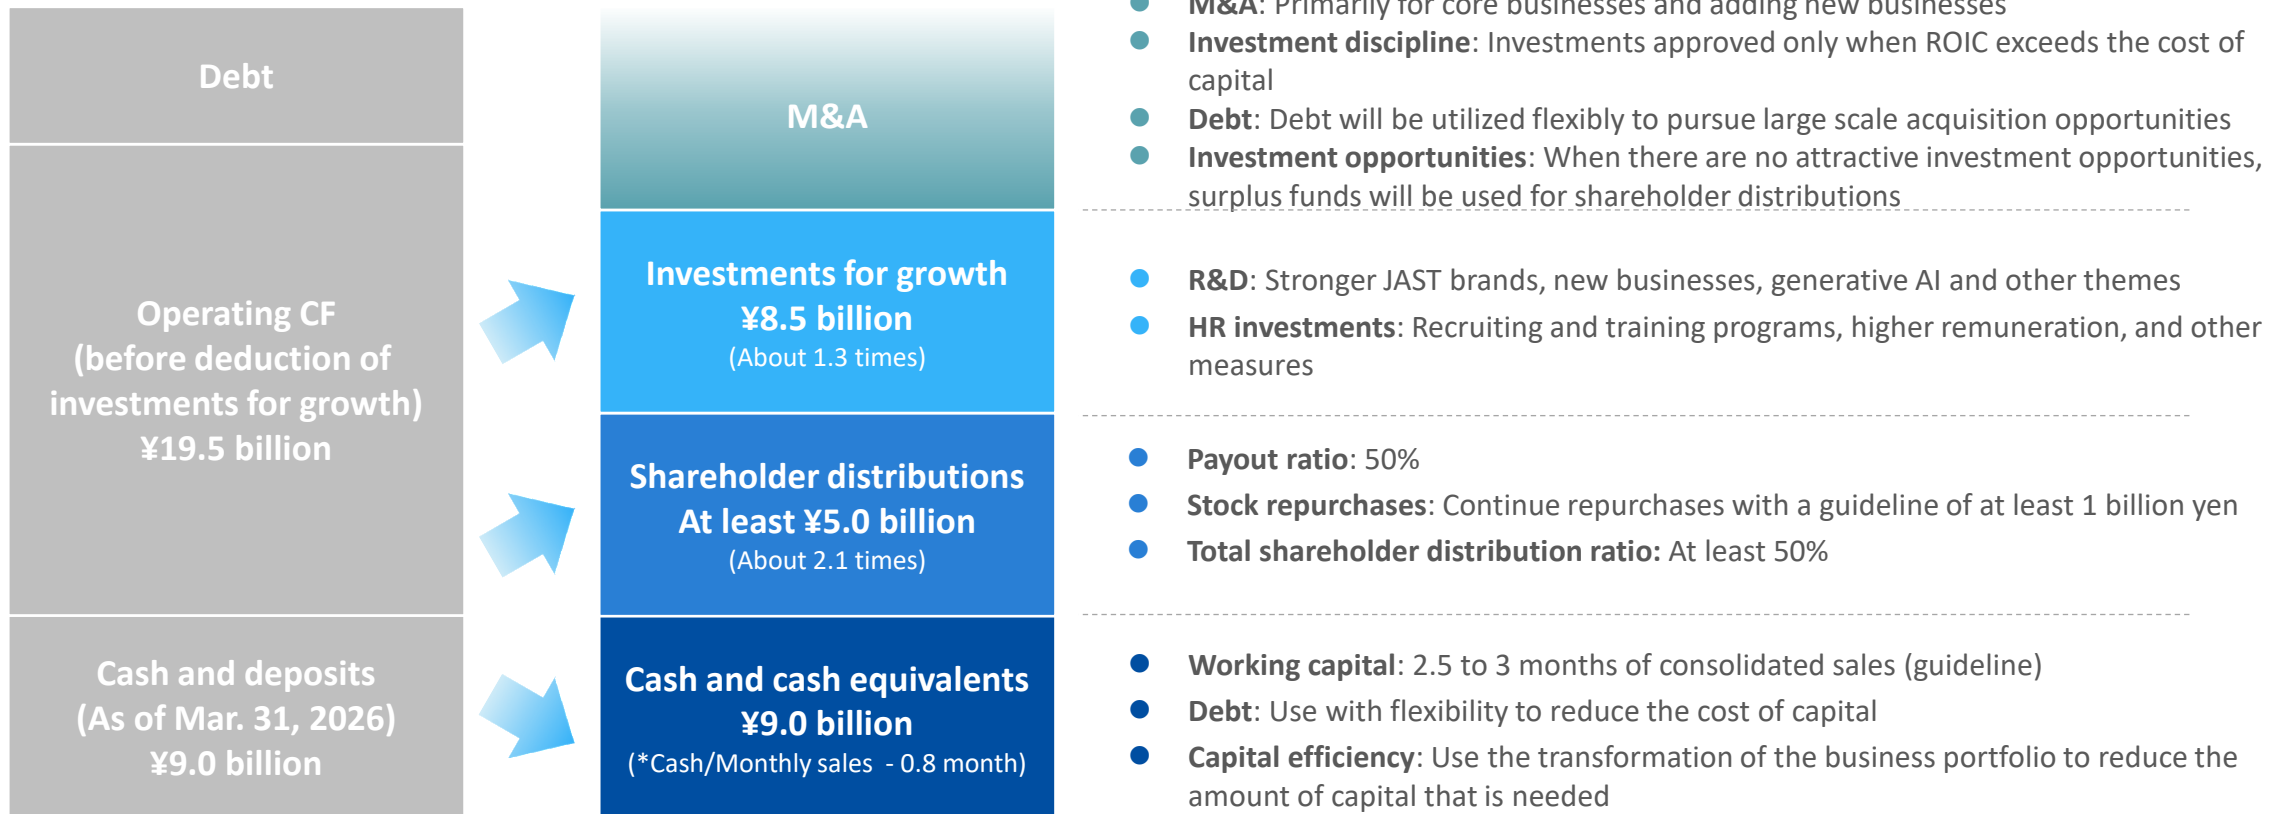 Debt
Operating CF
(before deduction of
investments for growth)
¥19.5 billion
Cash and deposits
(As of Mar. 31, 2026)
¥9.0 billion
M&A
Investments for growth
¥8.5 billion
(About 1.3 times)
Shareholder distributions
At least ¥5.0 billion
(About 2.1 times)
Cash and cash equivalents
¥9.0 billion
(*Cash/Monthly sales - 0.8 month)
M&A: Primarily for core businesses and adding new businesses
Investment discipline: Investments approved only when ROIC exceeds the cost of
capital
Debt: Debt will be utilized flexibly to pursue large scale acquisition opportunities
Investment opportunities: When there are no attractive investment opportunities,
surplus funds will be used for shareholder distributions
R&D: Stronger JAST brands, new businesses, generative AI and other themes
HR investments: Recruiting and training programs, higher remuneration, and other
measures
Payout ratio: 50%
Stock repurchases: Continue repurchases with a guideline of at least 1 billion yen
Total shareholder distribution ratio: At least 50%
Working capital: 2.5 to 3 months of consolidated sales (guideline)
Debt: Use with flexibility to reduce the cost of capital
Capital efficiency: Use the transformation of the business portfolio to reduce the
amount of capital that is needed